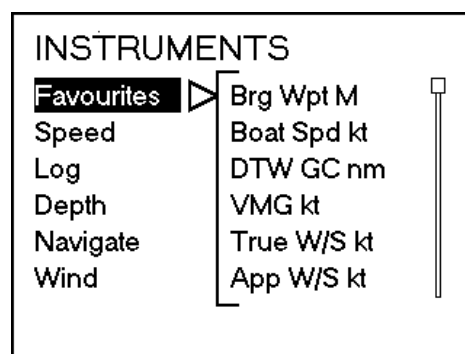 INSTRUMENTS
Favourites
Speed
Log
Depth
Navigate
Wind
Brg Wpt M
Boat Spd kt
DTW GC nm
VMG kt
True W/S kt
App W/S kt